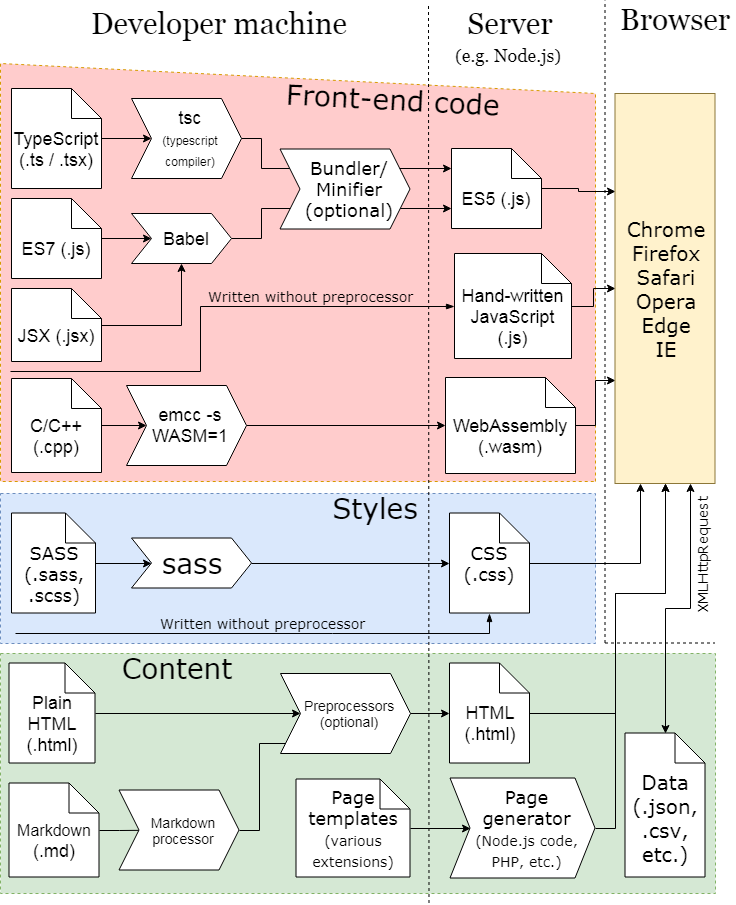 Developer machine
Server
(e.g. Node.js)
Browser
Front-end code
TypeScript
(.ts / .tsx)
tsc
(typescript
compiler)
Bundler/
Minifier
(optional)
ES5 (.js)
ES7 (.js)
Babel
JSX (.jsx)
Written without preprocessor
Hand-written
JavaScript
(.js)
C/C++
(.cpp)
emcc -s
WASM=1
WebAssembly
(.wasm)
Chrome
Firefox
Safari
Opera
Edge
IE
Styles
SASS
(.sass,
.scss)
sass
CSS
(.css)
Written without preprocessor
XMLHttpRequest
Content
Plain
HTML
(.html)
Preprocessors
(optional)
HTML
(.html)
Markdown
(.md)
Markdown
processor
Page
templates
(various
extensions)
Page
generator
(Node.js code,
PHP, etc.)
Data
(.json,
.csv,
etc.)